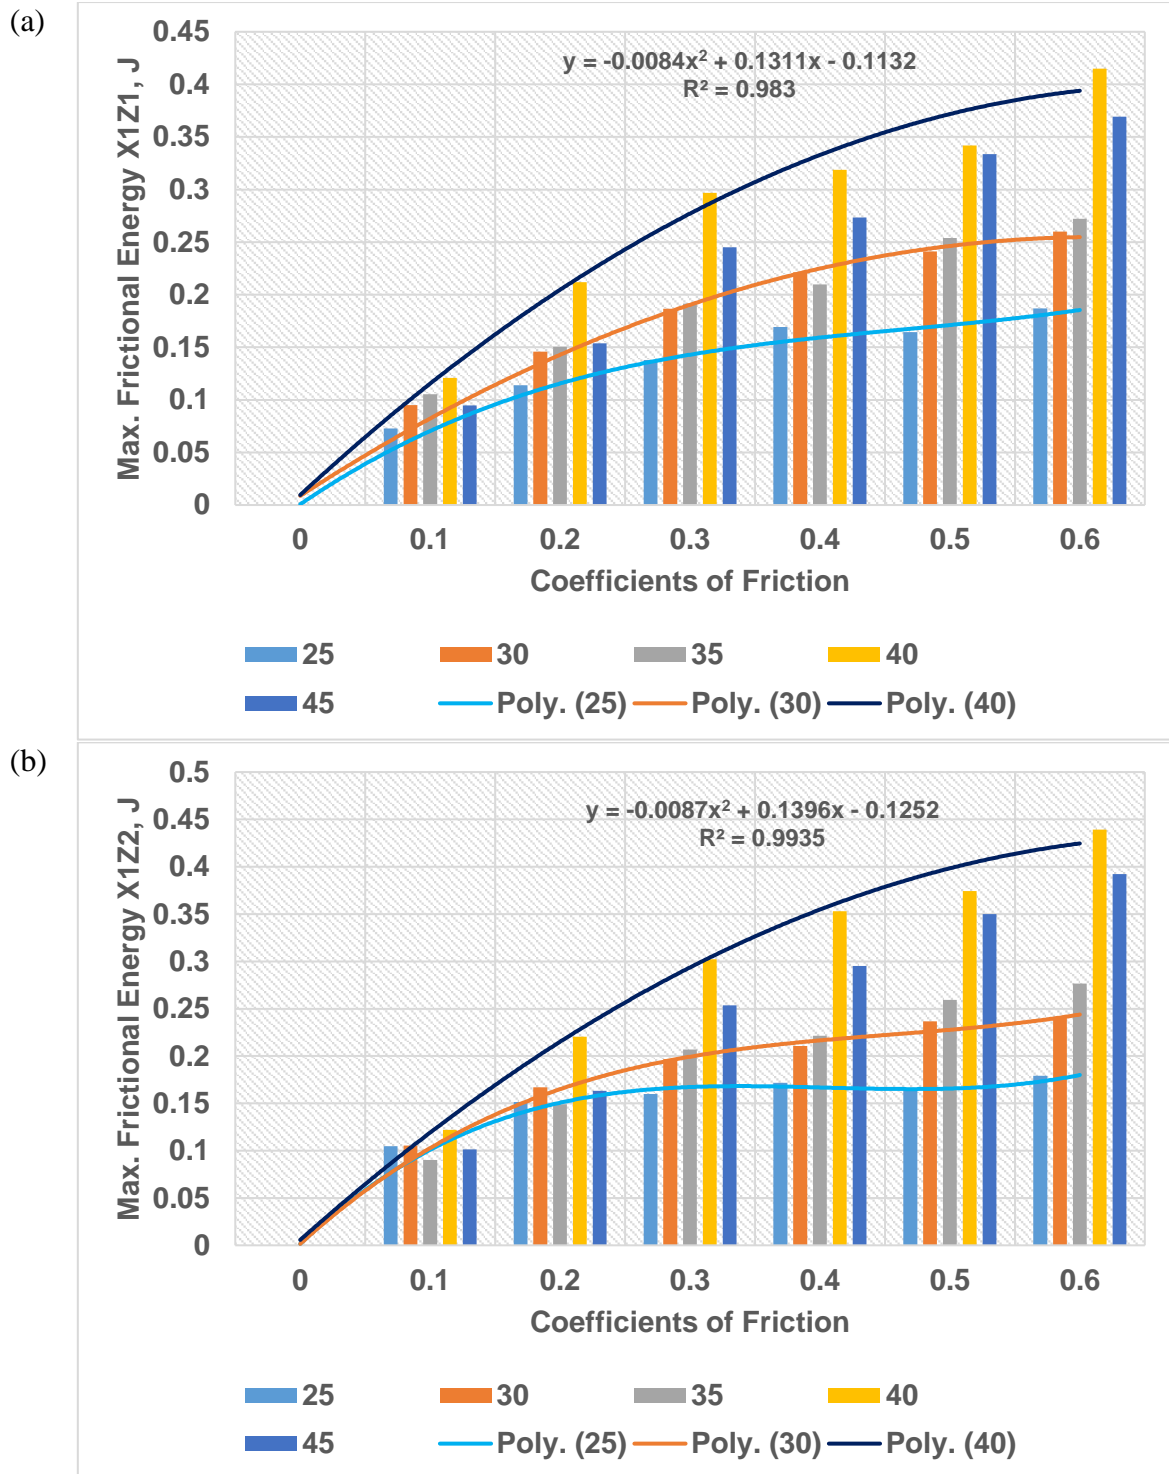 (a)
Max. Frictional Energy X1Z1, J
0.45
0.4
0.35
0.3
0.25
0.2
0.15
0.1
0.05
0
y = -0.0084x² + 0.1311x - 0.1132
R² = 0.983
0 0.1 0.2 0.3 0.4 0.5 0.6
Coefficients of Friction
25 30 35 40
45 Poly. (25) Poly. (30) Poly. (40)
(b)
Max. Frictional Energy X1Z2, J
0.5
0.45
0.4
0.35
0.3
0.25
0.2
0.15
0.1
0.05
0
y = -0.0087x² + 0.1396x - 0.1252
R² = 0.9935
0 0.1 0.2 0.3 0.4 0.5 0.6
Coefficients of Friction
25 30 35 40
45 Poly. (25) Poly. (30) Poly. (40)